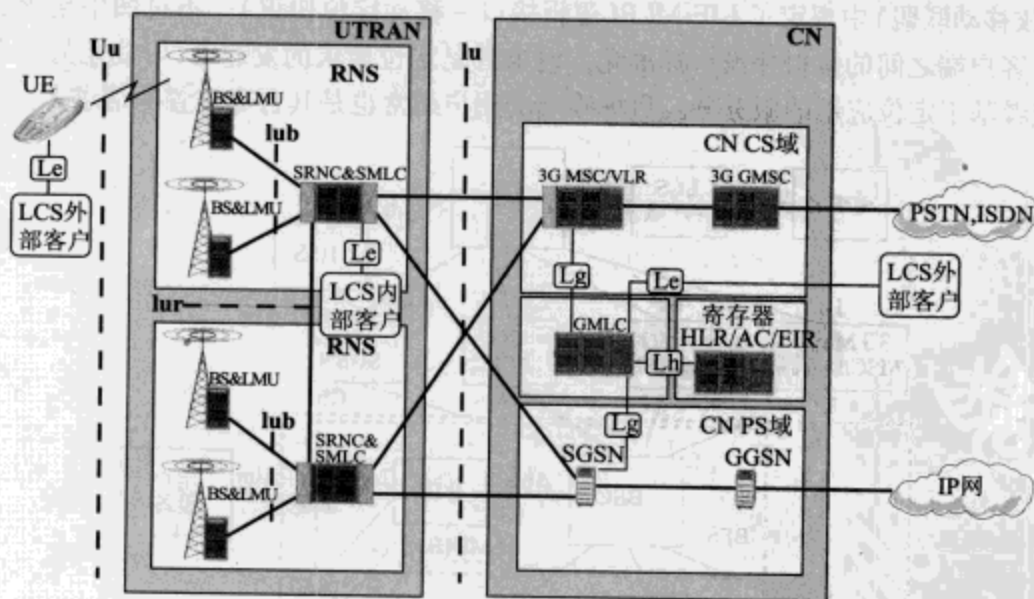 UTRAN
CN
Uu
Iu
RNS
UE
BS&LMU
Iub
SRNC&SMLC
Le
LCS外
部客户
BS&LMU
Le
LCS内
部客户
Iur
RNS
BS&LMU
Iub
SRNC&
SMLC
BS&LMU
CN CS域
3G MSC/VLR
3G GMSC
PSTN,ISDN
Lg
Le
LCS外
部客户
GMLC
寄存器
HLR/AC/EIR
Lh
Lg
CN PS域
SGSN
GGSN
IP网